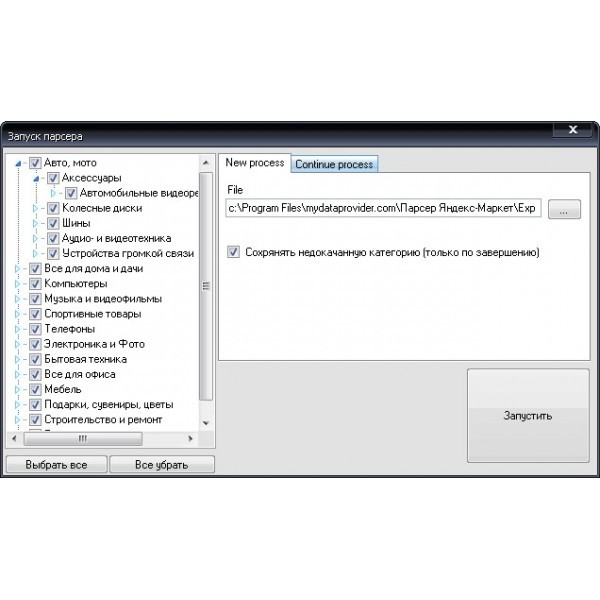 Запуск парсера
Авто, мото
Аксессуары
Автомобильные видеоре
Колесные диски
Шины
Аудио- и видеотехника
Устройства громкой связи
Все для дома и дачи
Компьютеры
Музыка и видеофильмы
Спортивные товары
Телефоны
Электроника и Фото
Бытовая техника
Все для офиса
Мебель
Подарки, сувениры, цветы
Строительство и ремонт
Выбрать все
Все убрать
New process
Continue process
File
c:\Program Files\mydataprovider.com\Парсер Яндекс-Маркет\Exp
...
Сохранять недокачанную категорию (только по завершению)
Запустить